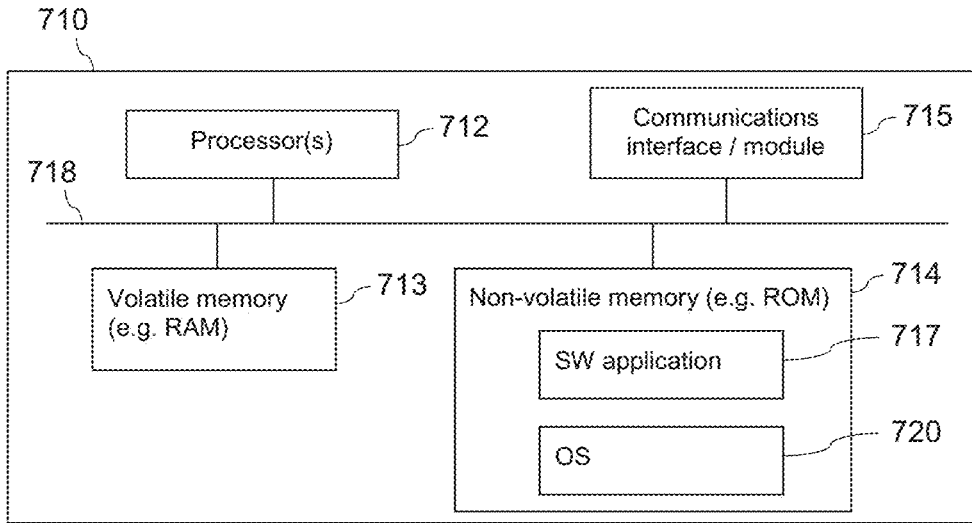 710
Processor(s)
712
Communications
interface / module
715
718
Volatile memory
(e.g. RAM)
713
Non-volatile memory (e.g. ROM)
714
SW application
717
OS
720